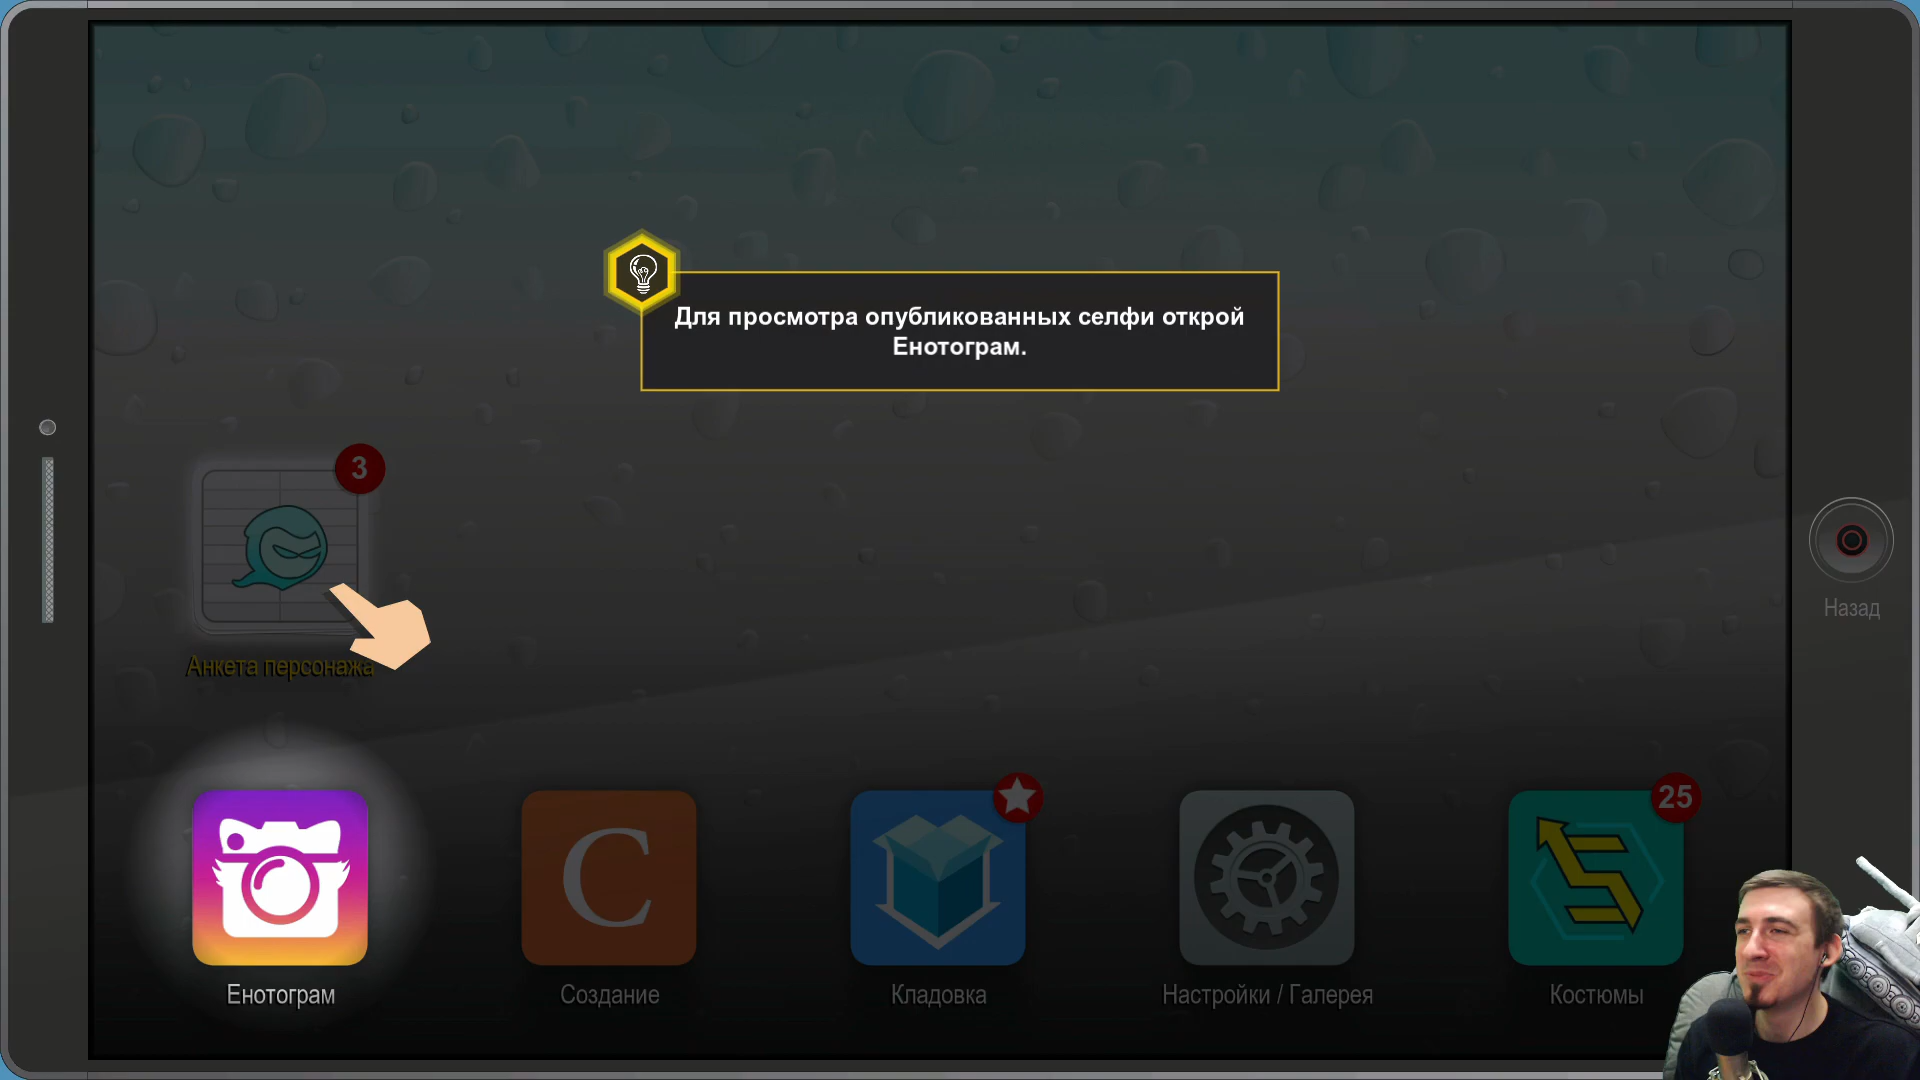 Для просмотра опубликованных селфи открой
Енотограм.
3
Анкета персонажа
Назад
25
C
Енотограм
Создание
Кладовка
Настройки / Галерея
Костюмы